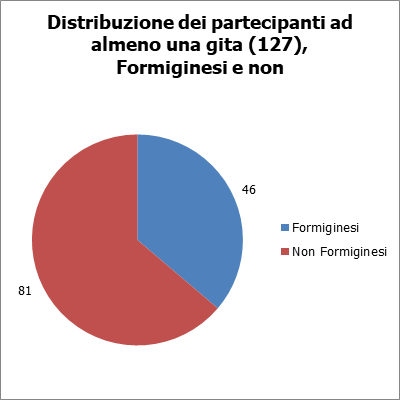 Distribuzione dei partecipanti ad
almeno una gita (127),
Formiginesi e non
46
Formiginesi
Non Formiginesi
81